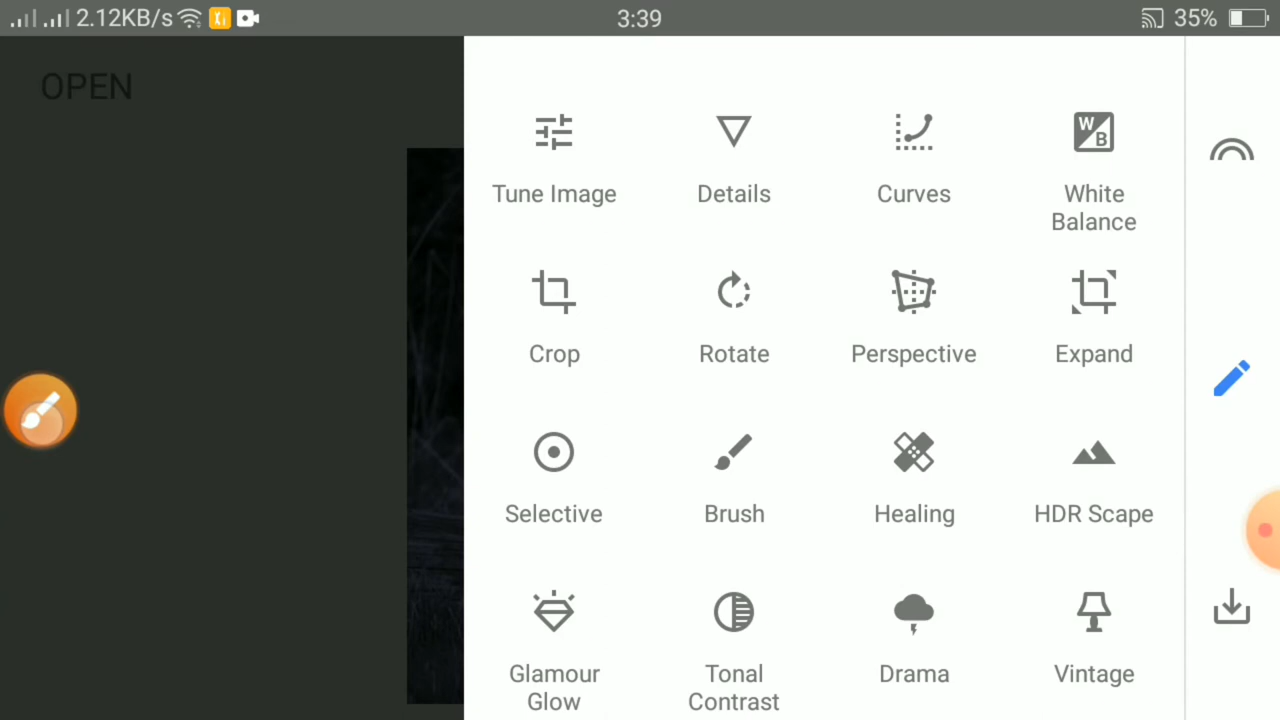 2.12KB/s 3:39 35%
OPEN
Tune Image Details Curves White Balance
Crop Rotate Perspective Expand
Selective Brush Healing HDR Scape
Glamour Glow Tonal Contrast Drama Vintage